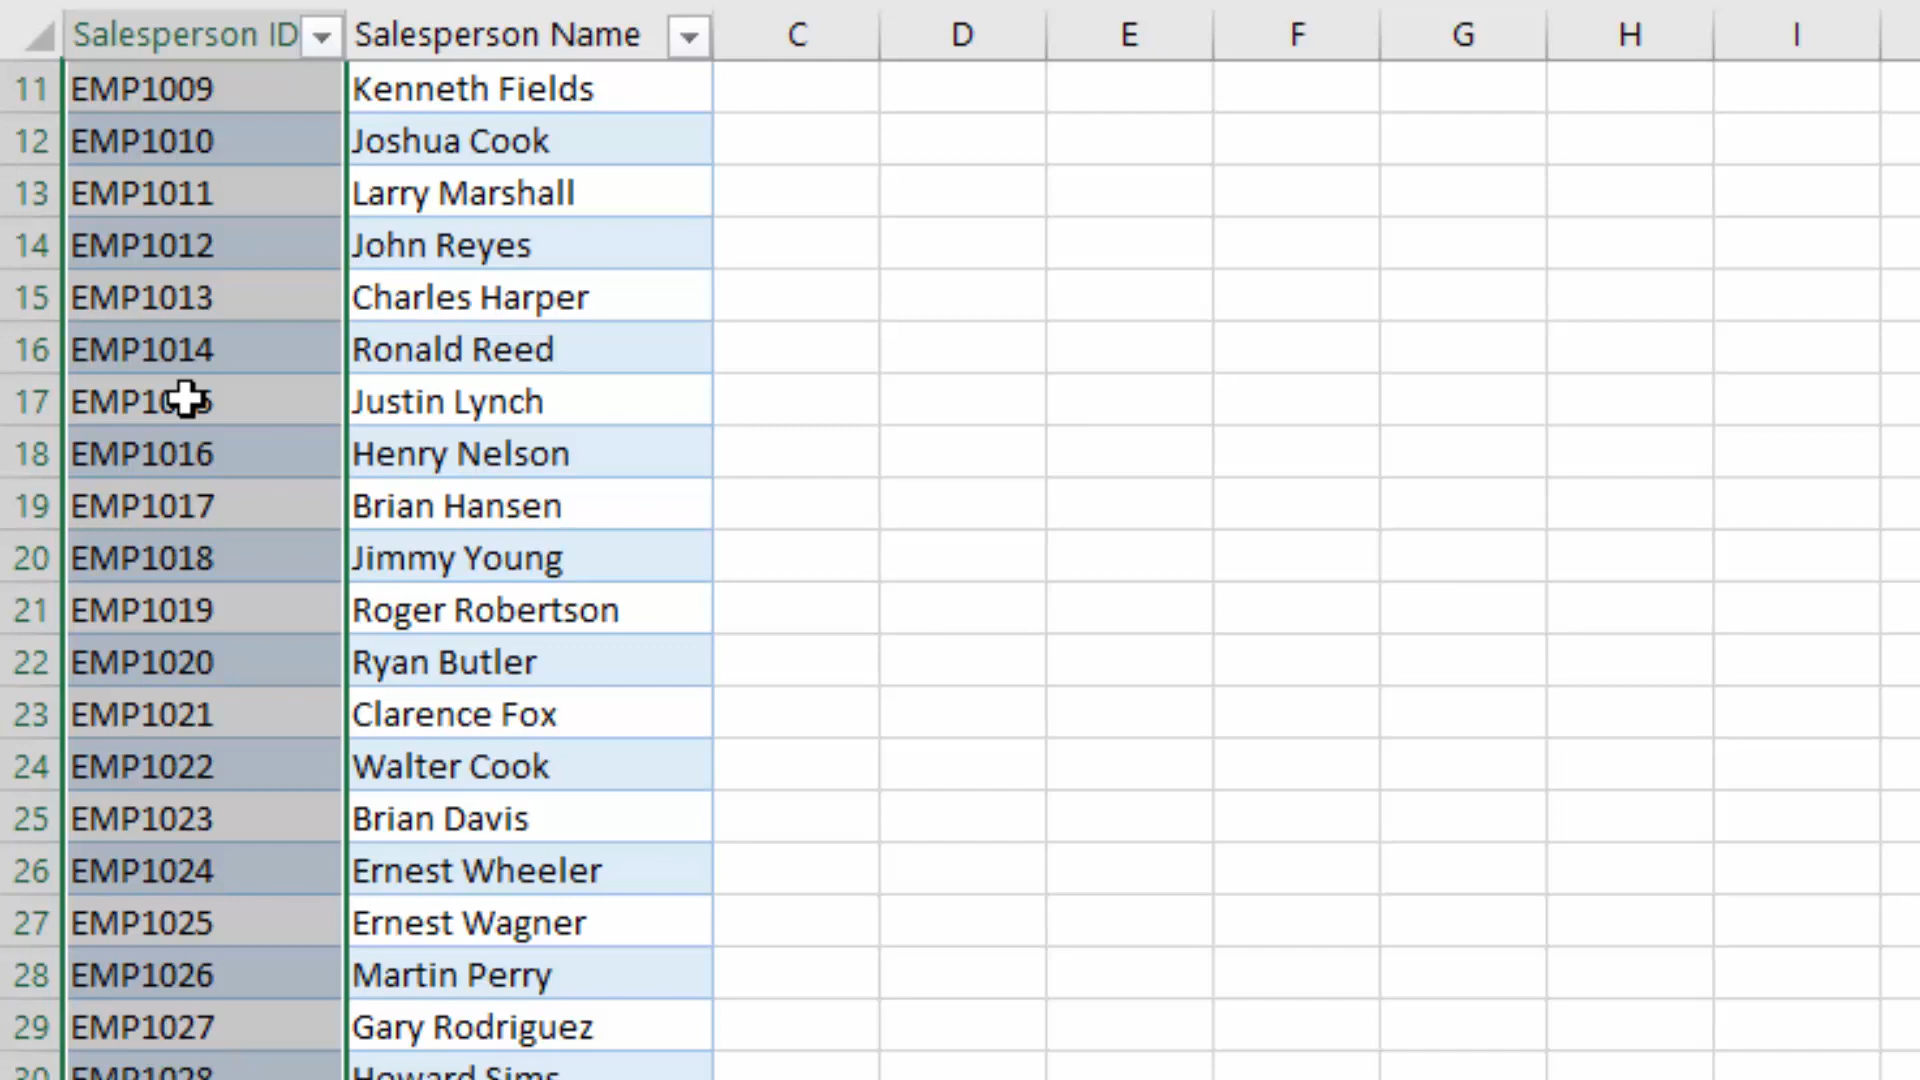 Salesperson ID Salesperson Name C D E F G H I
11 EMP1009 Kenneth Fields
12 EMP1010 Joshua Cook
13 EMP1011 Larry Marshall
14 EMP1012 John Reyes
15 EMP1013 Charles Harper
16 EMP1014 Ronald Reed
17 Justin Lynch
18 EMP1016 Henry Nelson
19 EMP1017 Brian Hansen
20 EMP1018 Jimmy Young
21 EMP1019 Roger Robertson
22 EMP1020 Ryan Butler
23 EMP1021 Clarence Fox
24 EMP1022 Walter Cook
25 EMP1023 Brian Davis
26 EMP1024 Ernest Wheeler
27 EMP1025 Ernest Wagner
28 EMP1026 Martin Perry
29 EMP1027 Gary Rodriguez
30 EMP1028 Howard Sims